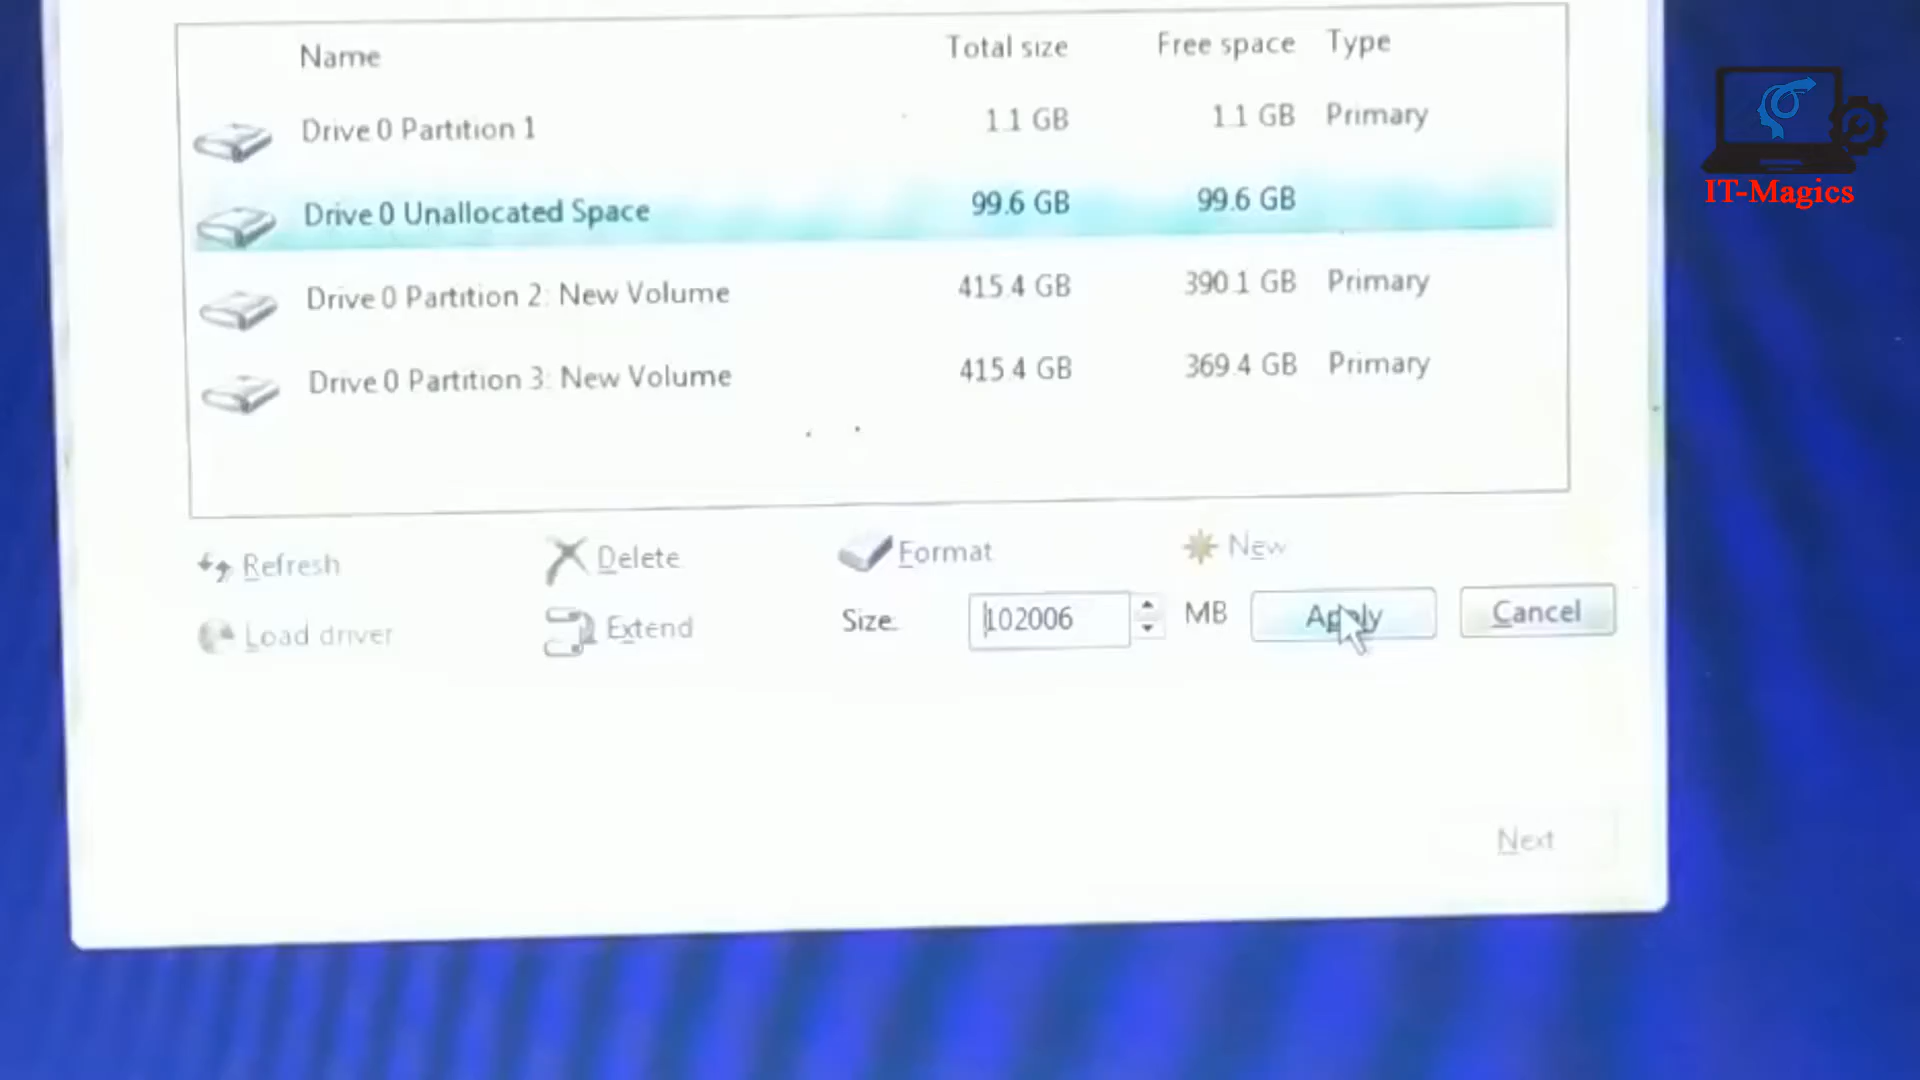 Name Total size Free space Type
Drive 0 Partition 1 1.1 GB 1.1 GB Primary
Drive 0 Unallocated Space 99.6 GB 99.6 GB
Drive 0 Partition 2: New Volume 415.4 GB 390.1 GB Primary
Drive 0 Partition 3: New Volume 415.4 GB 369.4 GB Primary
Refresh Delete Format New
Load driver Extend Size: 102006 MB Apply Cancel
Next
IT-Magics